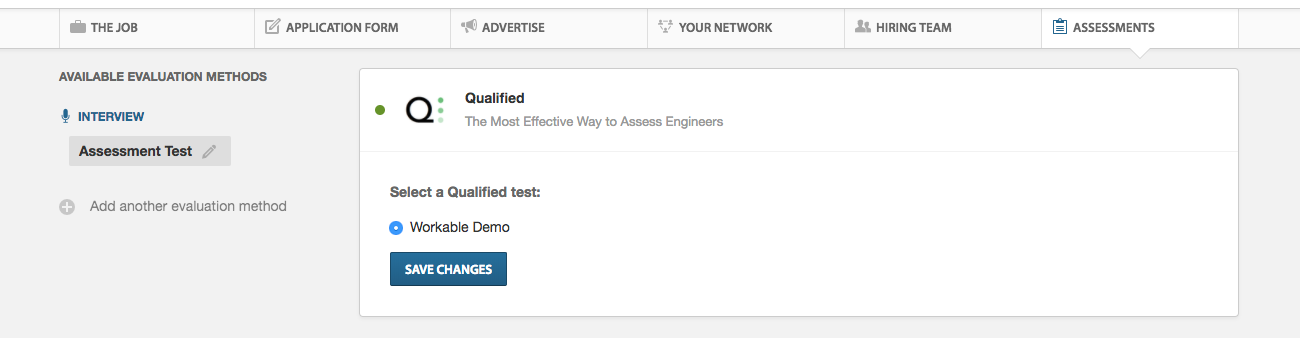 THE JOB
APPLICATION FORM
ADVERTISE
YOUR NETWORK
HIRING TEAM
ASSESSMENTS
AVAILABLE EVALUATION METHODS
INTERVIEW
Assessment Test
Add another evaluation method
Q
Qualified
The Most Effective Way to Assess Engineers
Select a Qualified test:
Workable Demo
SAVE CHANGES